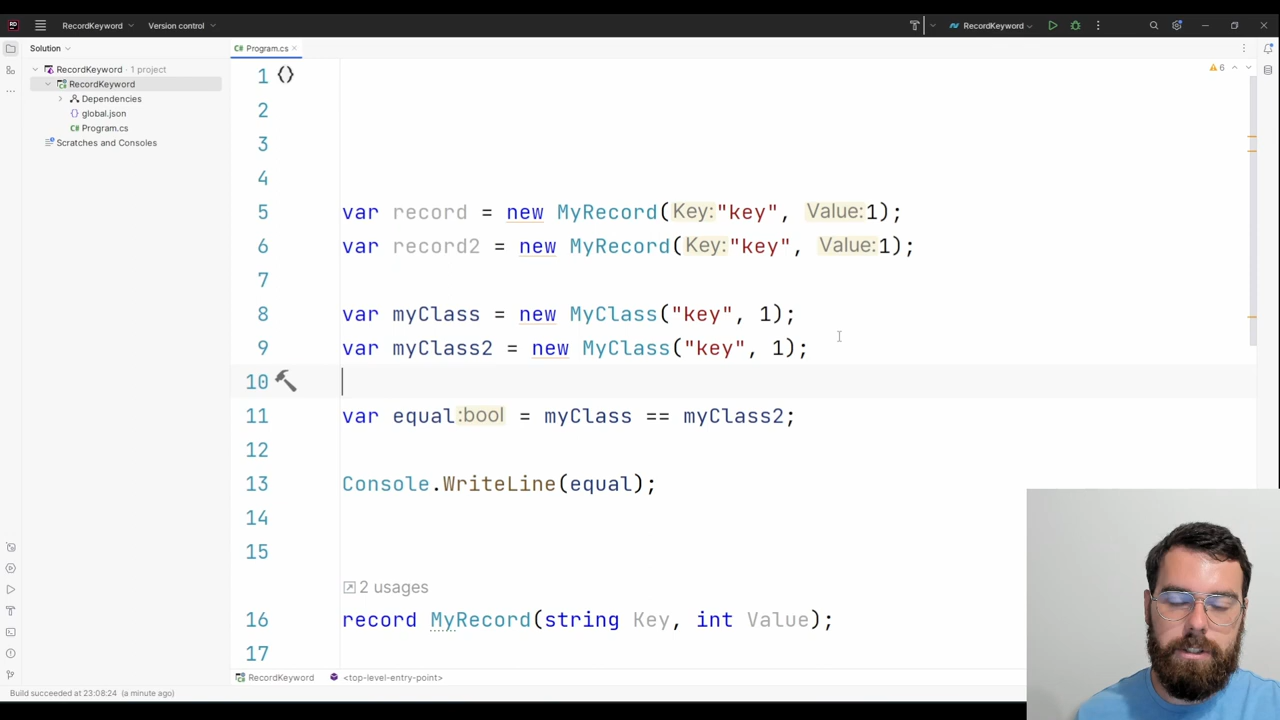 RD RecordKeyword Version control RecordKeyword
Solution
Program.cs
RecordKeyword · 1 project
RecordKeyword
Dependencies
global.json
C# Program.cs
Scratches and Consoles
C# Program.cs
6
1 {}
2
3
4
5 var record = new MyRecord(Key:"key", Value:1);
6 var record2 = new MyRecord(Key:"key", Value:1);
7
8 var myClass = new MyClass("key", 1);
9 var myClass2 = new MyClass("key", 1);
10
11 var equal:bool = myClass == myClass2;
12
13 Console.WriteLine(equal);
14
15
2 usages
16 record MyRecord(string Key, int Value);
17
RecordKeyword <top-level-entry-point>
Build succeeded at 23:08:24 (a minute ago)